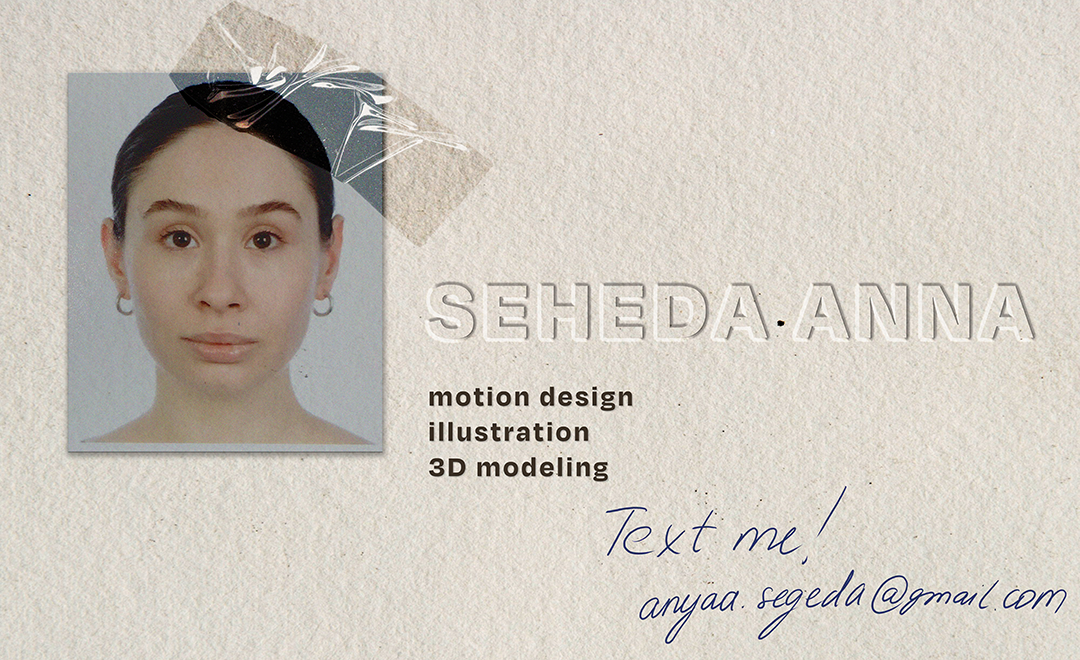 SEHEDA ANNA
motion design
illustration
3D modeling
Text me!
anyaa.segeda@gmail.com